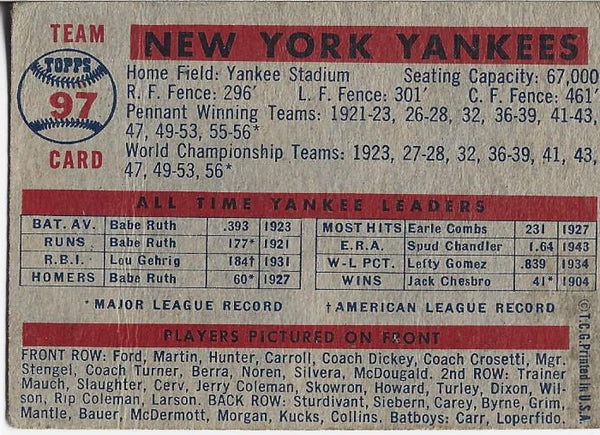 TEAM
TOPPS
97
CARD
NEW YORK YANKEES
Home Field: Yankee Stadium Seating Capacity: 67,000
R. F. Fence: 296' L. F. Fence: 301' C. F. Fence: 461'
Pennant Winning Teams: 1921-23, 26-28, 32, 36-39, 41-43,
47, 49-53, 55-56*
World Championship Teams: 1923, 27-28, 32, 36-39, 41, 43,
47, 49-53, 56*
ALL TIME YANKEE LEADERS
BAT. AV. Babe Ruth .393 1923
RUNS Babe Ruth 177* 1921
R.B.I. Lou Gehrig 184† 1931
HOMERS Babe Ruth 60* 1927
MOST HITS Earle Combs 231 1927
E.R.A. Spud Chandler 1.64 1943
W-L PCT. Lefty Gomez .839 1934
WINS Jack Chesbro 41* 1904
*MAJOR LEAGUE RECORD †AMERICAN LEAGUE RECORD
PLAYERS PICTURED ON FRONT
FRONT ROW: Ford, Martin, Hunter, Carroll, Coach Dickey, Coach Crosetti, Mgr.
Stengel, Coach Turner, Berra, Noren, Silvera, McDougald. 2nd ROW: Trainer
Mauch, Slaughter, Cerv, Jerry Coleman, Skowron, Howard, Turley, Dixon, Wil-
son, Rip Coleman, Larson. BACK ROW: Sturdivant, Siebern, Carey, Byrne, Grim,
Mantle, Bauer, McDermott, Morgan, Kucks, Collins. Batboys: Carr, Loperfido.
© T.C.G. Printed in U.S.A.